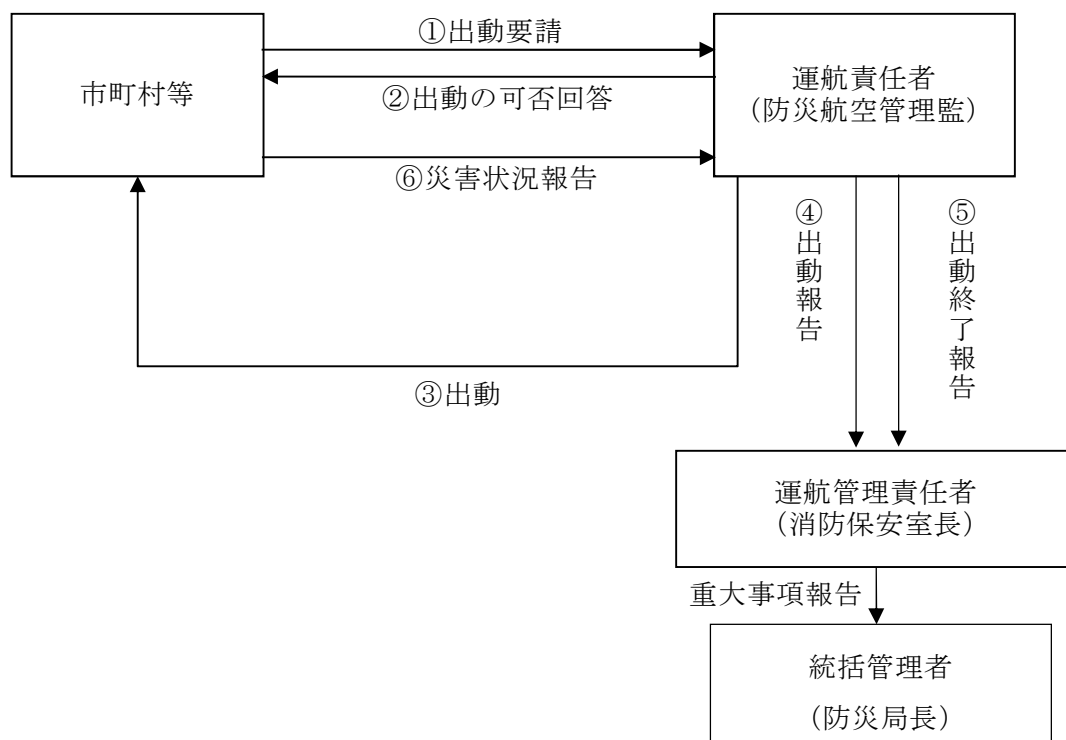 ①出動要請
市町村等
運航責任者
（防災航空管理監）
②出動の可否回答
⑥災害状況報告
④出動報告
⑤出動終了報告
③出動
運航管理責任者
（消防保安室長）
重大事項報告
統括管理者
（防災局長）